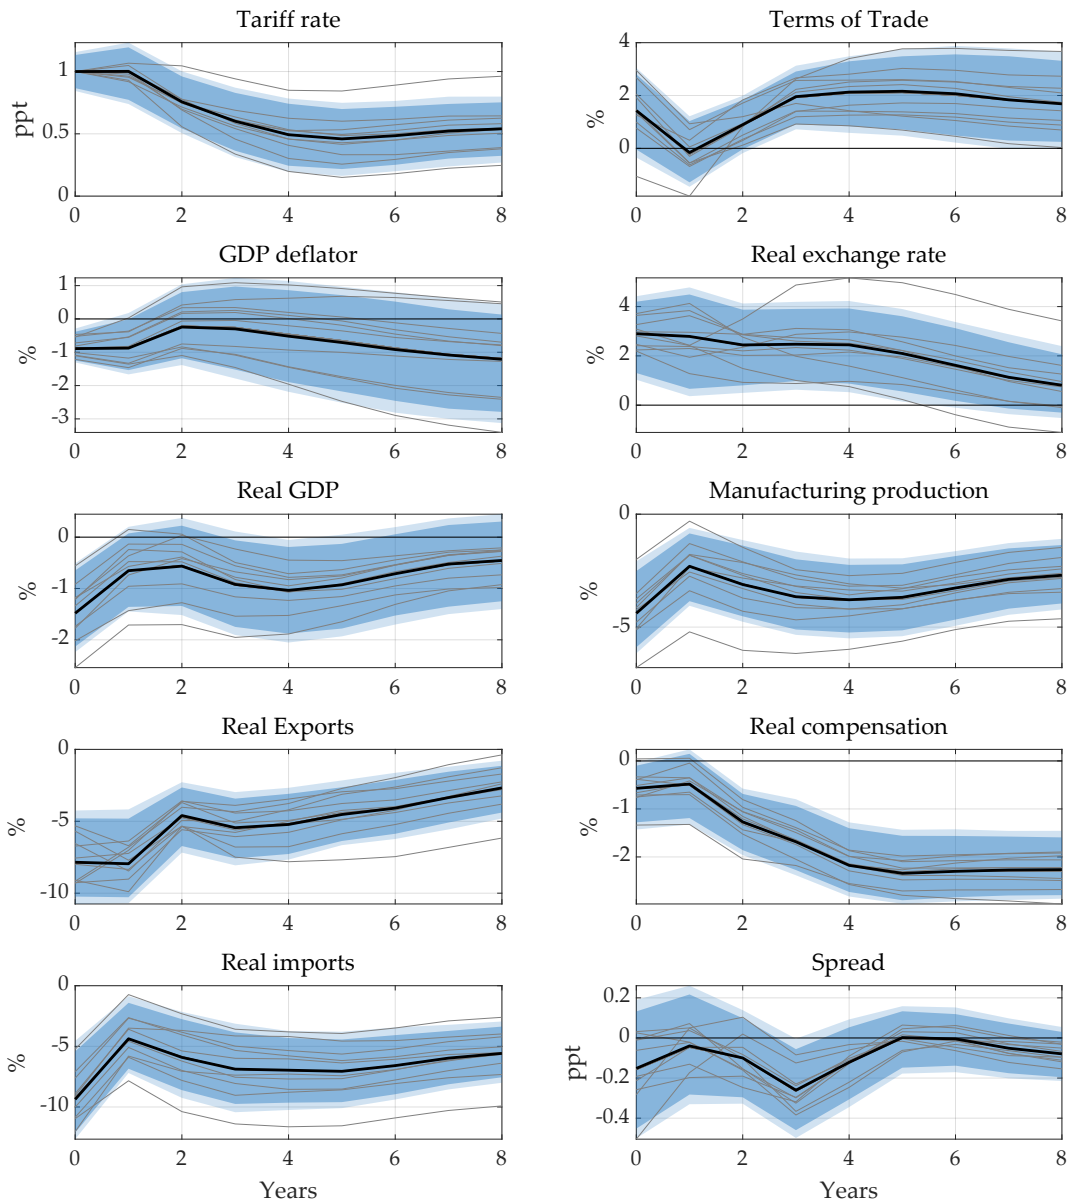 Tariff rate
ppt
1
0.5
0
0 2 4 6 8
Terms of Trade
%
4
2
0
0 2 4 6 8
GDP deflator
%
1
0
-1
-2
-3
0 2 4 6 8
Real exchange rate
%
4
2
0
0 2 4 6 8
Real GDP
%
0
-1
-2
0 2 4 6 8
Manufacturing production
%
0
-5
0 2 4 6 8
Real Exports
%
0
-5
-10
0 2 4 6 8
Real compensation
%
0
-1
-2
0 2 4 6 8
Real imports
%
0
-5
-10
0 2 4 6 8
Years
Spread
ppt
0.2
0
-0.2
-0.4
0 2 4 6 8
Years